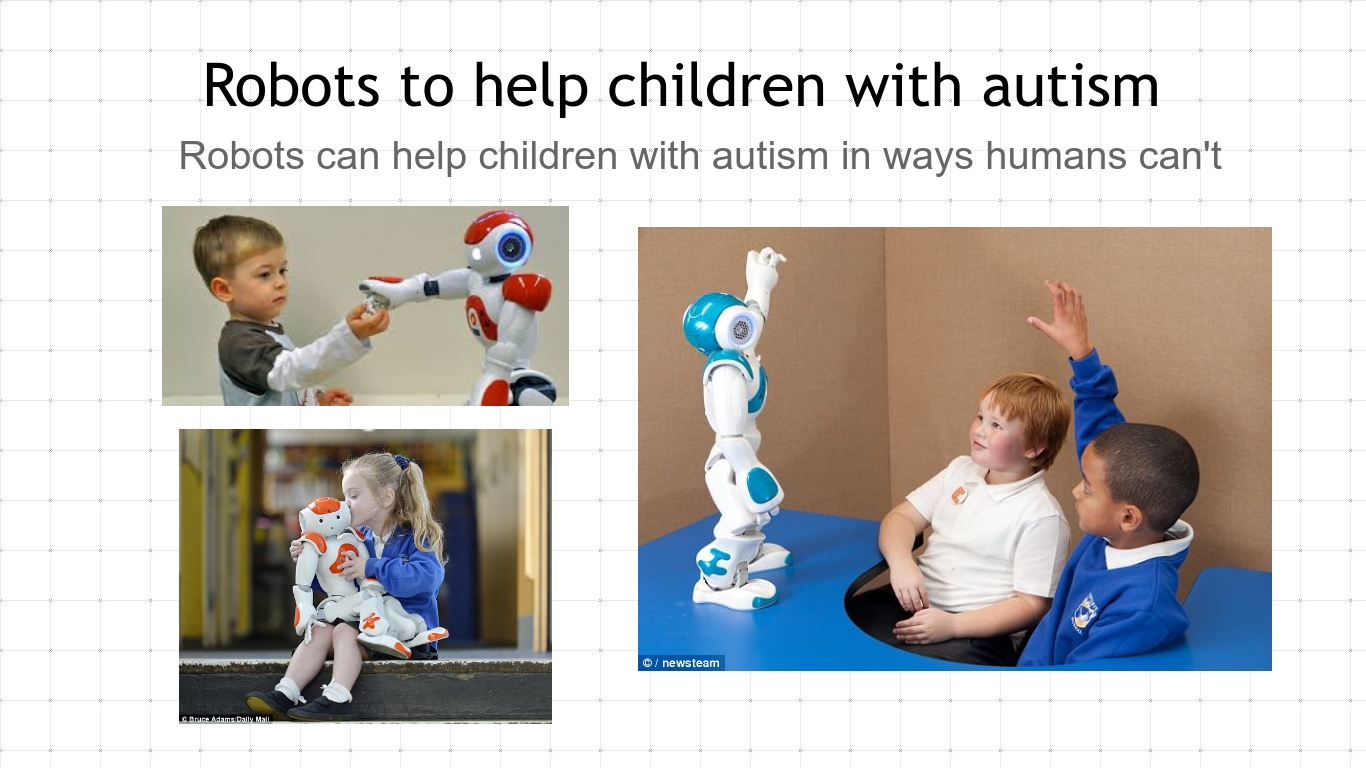 Robots to help children with autism
Robots can help children with autism in ways humans can't
© / newsteam
© Bruce Adams/Daily Mail